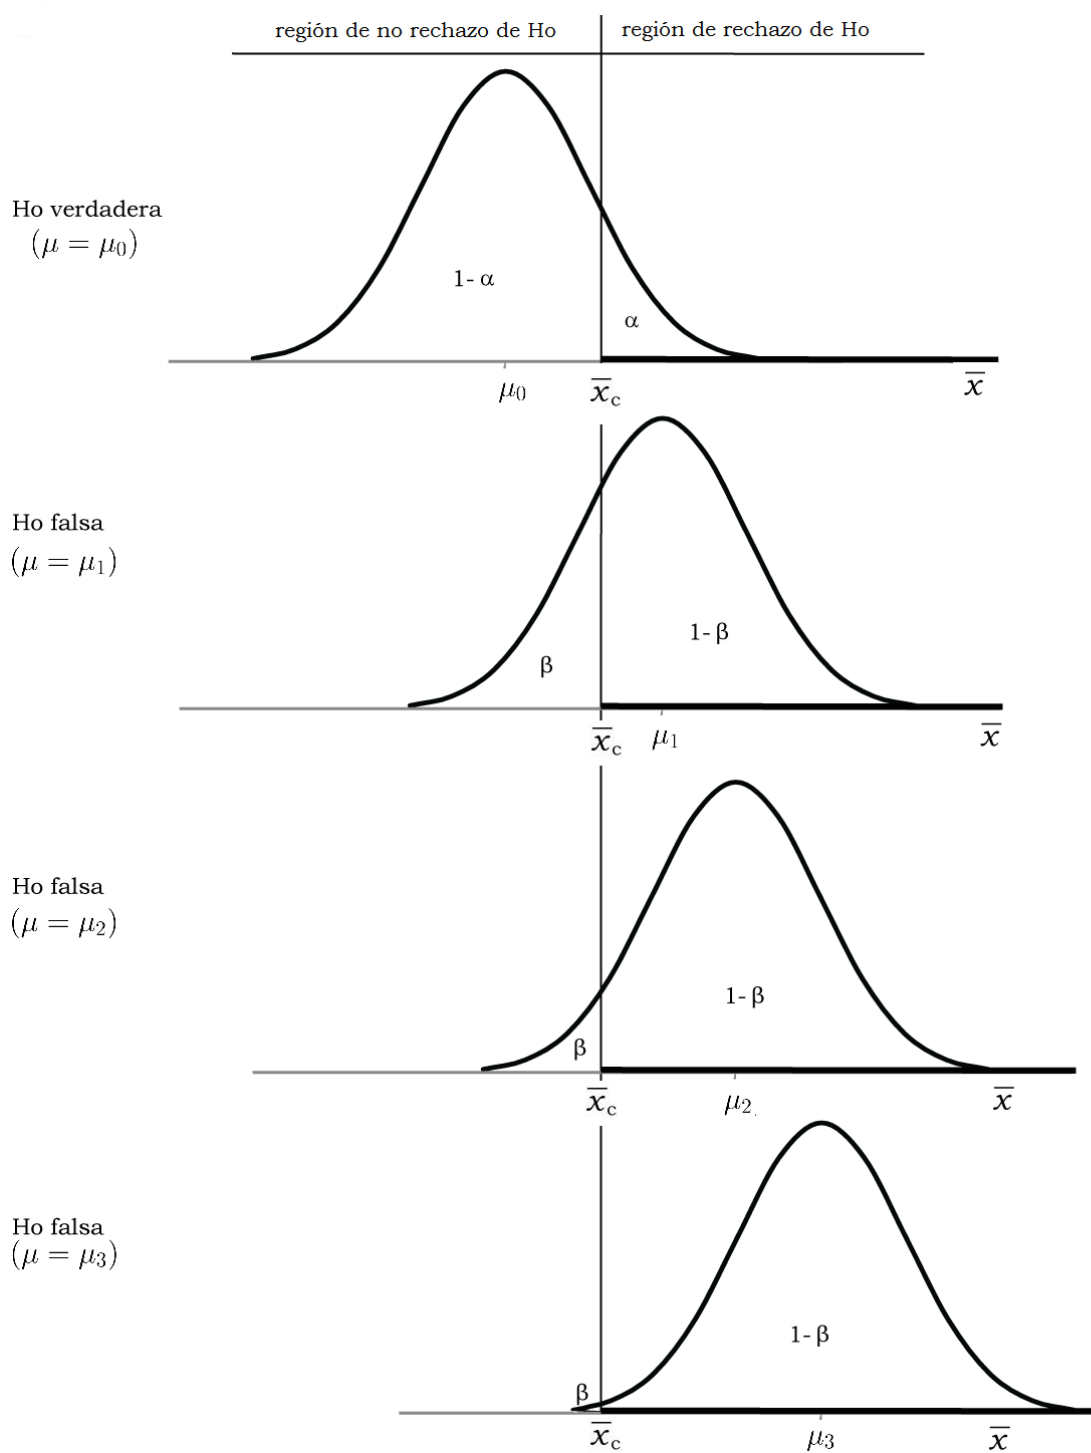 región de no rechazo de Ho
región de rechazo de Ho
Ho verdadera
(μ = μ₀)
1- α
α
μ₀
x̅c
x̅
Ho falsa
(μ = μ₁)
1- β
β
x̅c
μ₁
x̅
Ho falsa
(μ = μ₂)
1- β
β
x̅c
μ₂
x̅
Ho falsa
(μ = μ₃)
1- β
β
x̅c
μ₃
x̅